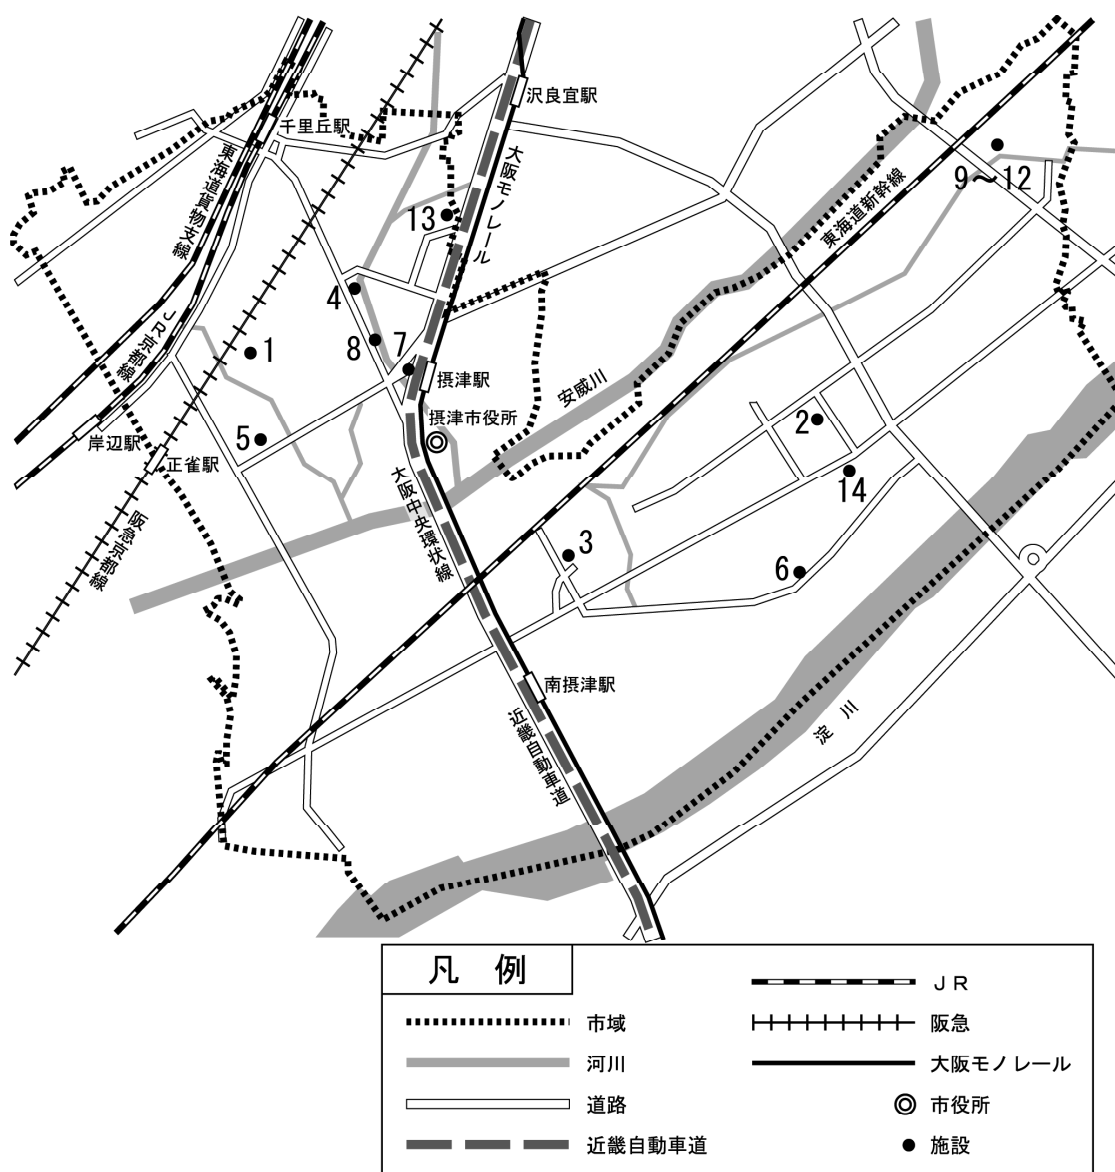 沢良宜駅
千里丘駅
東海道貨物支線
大阪モノレール
9～12
東海道新幹線
13
4
JR京都線
8
7
1
摂津駅
安威川
摂津市役所
2
5
岸辺駅
正雀駅
14
大阪中央環状線
阪急京都線
3
6
南摂津駅
近畿自動車道
淀川
凡例
市域
河川
道路
近畿自動車道
JR
阪急
大阪モノレール
市役所
施設